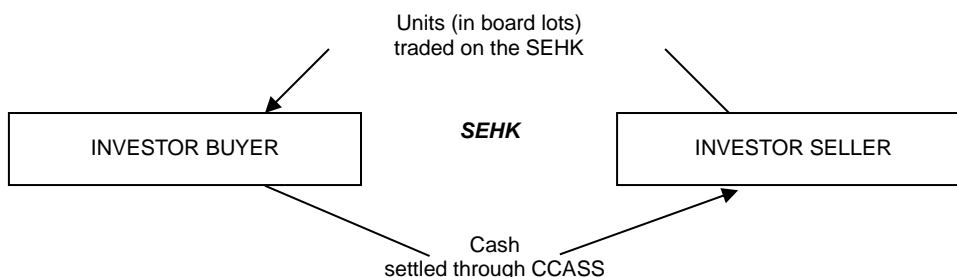 Units (in board lots)
traded on the SEHK
INVESTOR BUYER
SEHK
INVESTOR SELLER
Cash
settled through CCASS